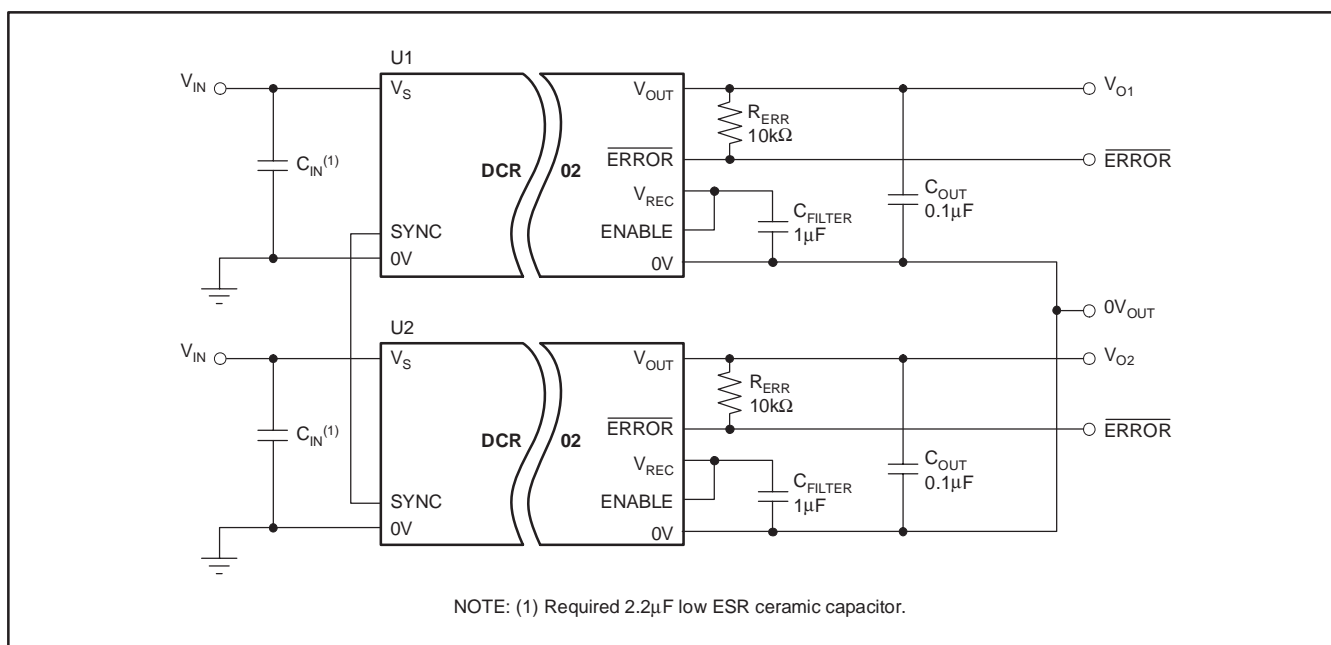 U1
V_IN
V_S
V_OUT
V_O1
R_ERR
10kΩ
C_IN^(1)
DCR
02
ERROR
ERROR
V_REC
C_OUT
0.1μF
C_FILTER
1μF
SYNC
ENABLE
0V
0V
0V_OUT
U2
V_IN
V_S
V_OUT
V_O2
R_ERR
10kΩ
C_IN^(1)
DCR
02
ERROR
ERROR
V_REC
C_OUT
0.1μF
C_FILTER
1μF
SYNC
ENABLE
0V
0V
NOTE: (1) Required 2.2μF low ESR ceramic capacitor.